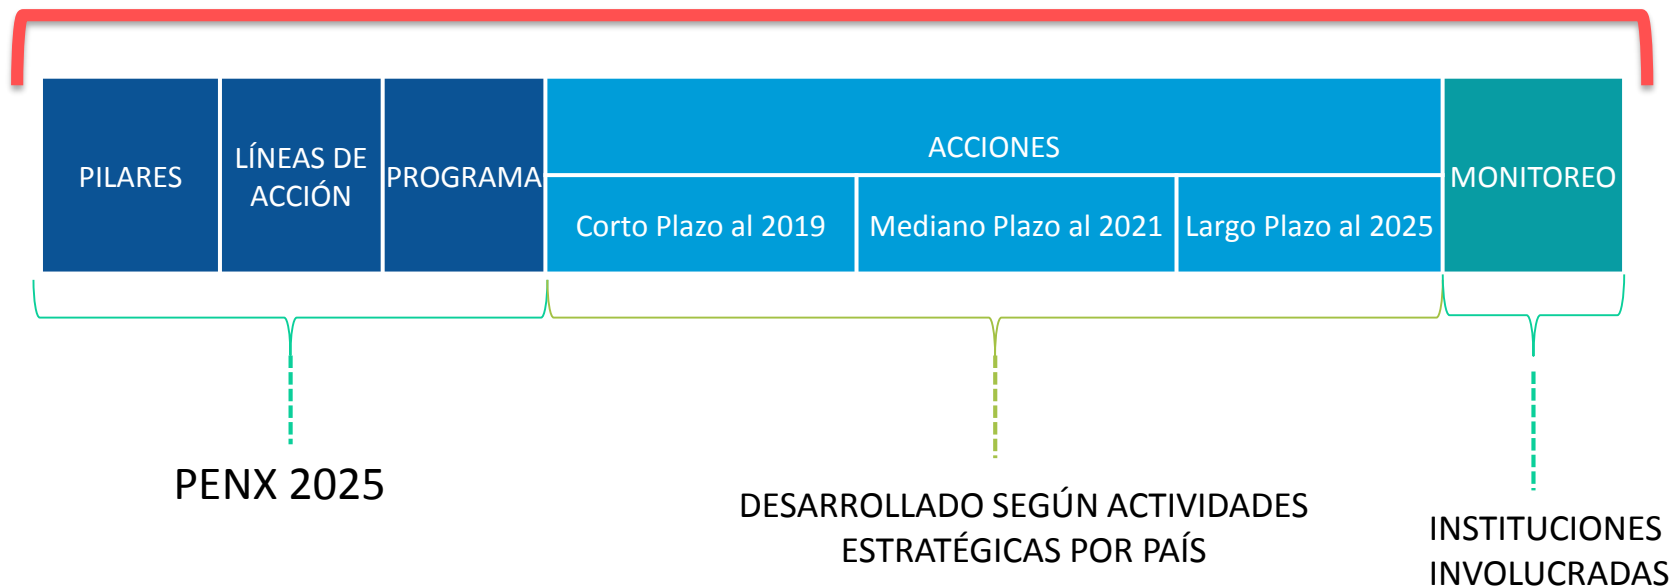 PILARES
LÍNEAS DE
ACCIÓN
PROGRAMA
ACCIONES
Corto Plazo al 2019
Mediano Plazo al 2021
Largo Plazo al 2025
MONITOREO
PENX 2025
DESARROLLADO SEGÚN ACTIVIDADES
ESTRATÉGICAS POR PAÍS
INSTITUCIONES
INVOLUCRADAS